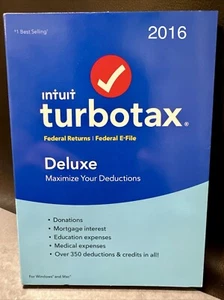 #1 Best Selling¹
2016
intuit
turbotax®
Federal Returns | Federal E-File
Deluxe
Maximize Your Deductions
• Donations
• Mortgage interest
• Education expenses
• Medical expenses
• Over 350 deductions & credits in all!
For Windows® and Mac®